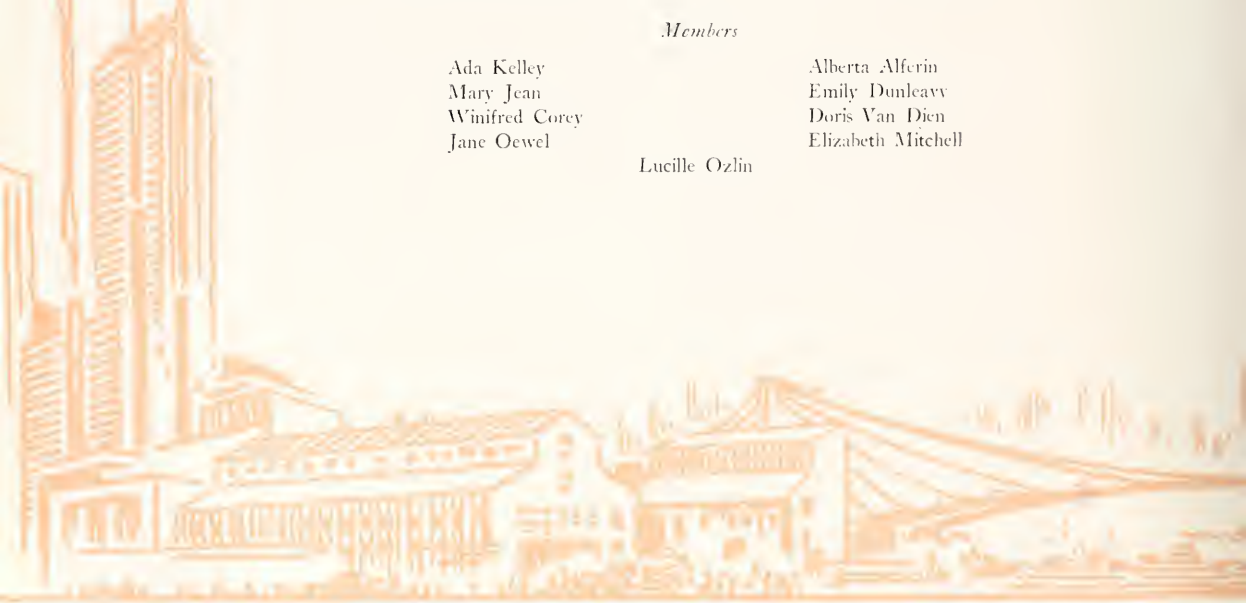 Members
Ada Kelley Alberta Alferin
Mary Jean Emily Dunleavy
Winifred Corey Doris Van Dien
Jane Oewel Elizabeth Mitchell
Lucille Ozlin